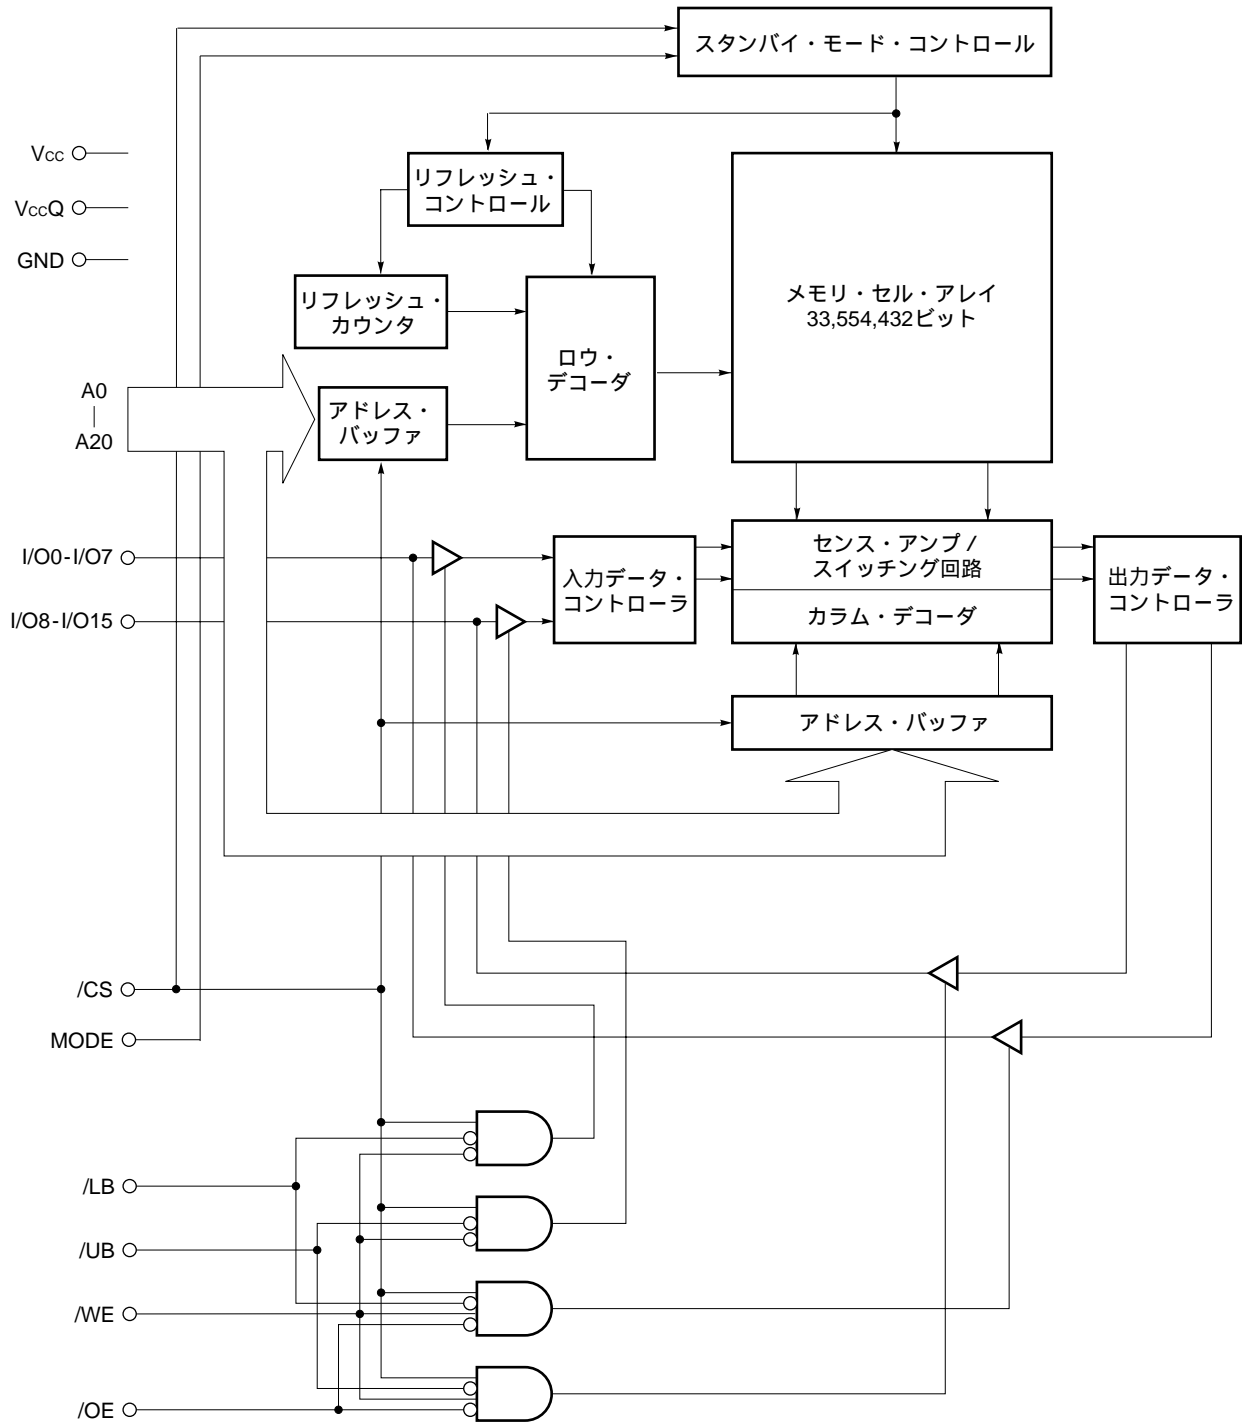 スタンバイ・モード・コントロール
VCC
VCCQ
GND
リフレッシュ・
コントロール
リフレッシュ・
カウンタ
ロウ・
デコーダ
メモリ・セル・アレイ
33,554,432ビット
A0
A20
アドレス・
バッファ
I/O0-I/O7
I/O8-I/O15
入力データ・
コントローラ
センス・アンプ /
スイッチング回路
カラム・デコーダ
出力データ・
コントローラ
アドレス・バッファ
/CS
MODE
/LB
/UB
/WE
/OE